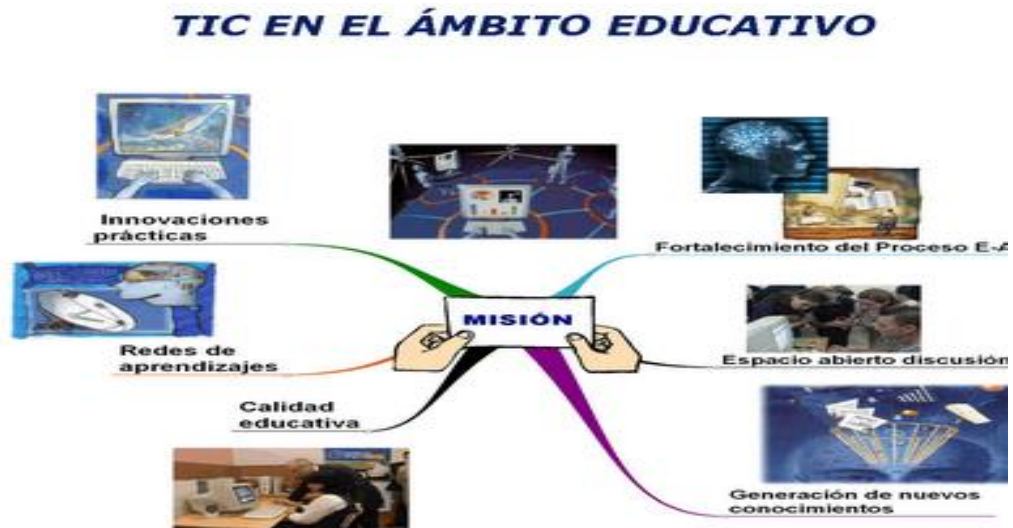 TIC EN EL ÁMBITO EDUCATIVO
Innovaciones
prácticas
Fortalecimiento del Proceso E-A
MISIÓN
Redes de
aprendizajes
Espacio abierto discusión
Calidad
educativa
Generación de nuevos
conocimientos